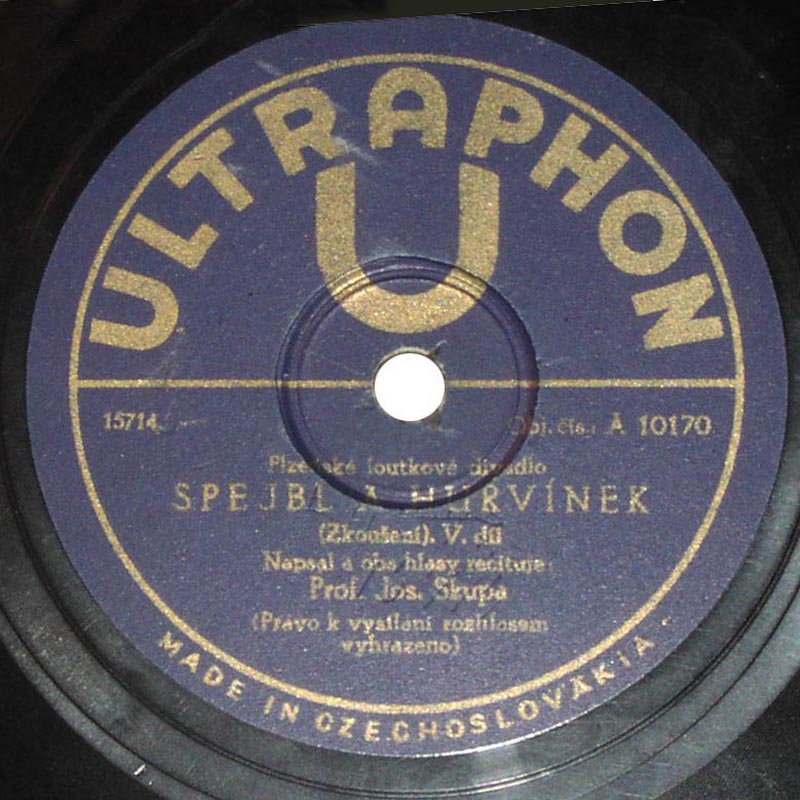 ULTRAPHON
U
15714
Obj. čís.: A 10170
Plzeňské loutkové divadlo
SPEJBL A HURVÍNEK
(Zkoušení). V. díl
Napsal a oba hlasy recituje:
Prof. Jos. Skupa
(Právo k vysílání rozhlasem
vyhrazeno)
MADE IN CZECHOSLOVAKIA